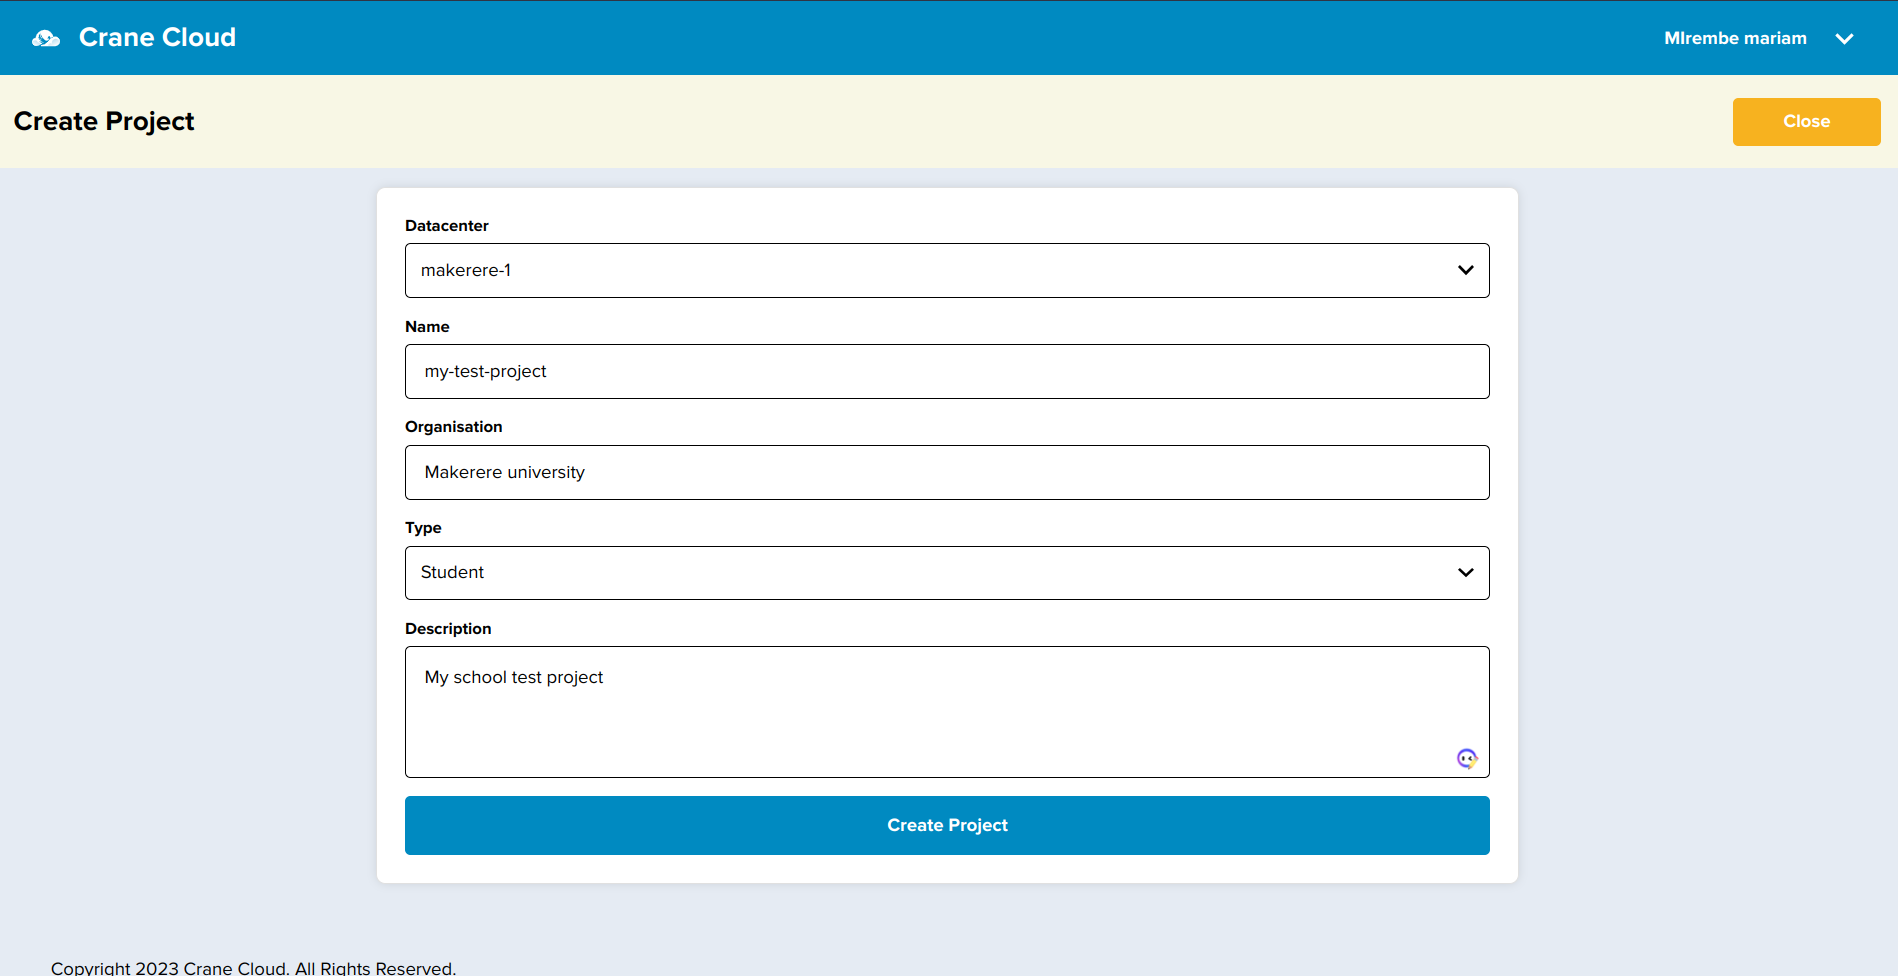 Crane Cloud
MIrembe mariam
Create Project
Close
Datacenter
makerere-1
Name
my-test-project
Organisation
Makerere university
Type
Student
Description
My school test project
Create Project
Copyright 2023 Crane Cloud. All Rights Reserved.